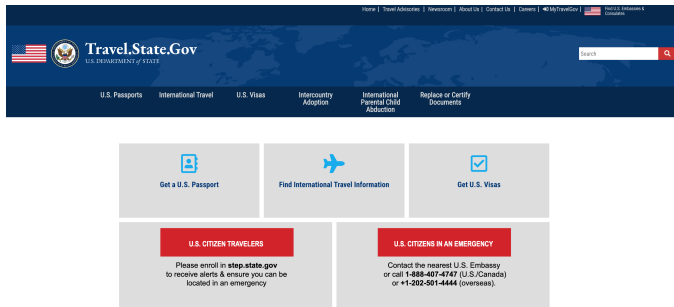 Home | Travel Advisories | Newsroom | About Us | Contact Us | Careers | MyTravelGov | Find U.S. Embassies &
Consulates
Travel.State.Gov
U.S. DEPARTMENT of STATE
Search
U.S. Passports International Travel U.S. Visas Intercountry International Replace or Certify
Adoption Parental Child Documents
Abduction
Get a U.S. Passport Find International Travel Information Get U.S. Visas
U.S. CITIZEN TRAVELERS
Please enroll in step.state.gov
to receive alerts & ensure you can be
located in an emergency
U.S. CITIZENS IN AN EMERGENCY
Contact the nearest U.S. Embassy
or call 1-888-407-4747 (U.S./Canada)
or +1-202-501-4444 (overseas).